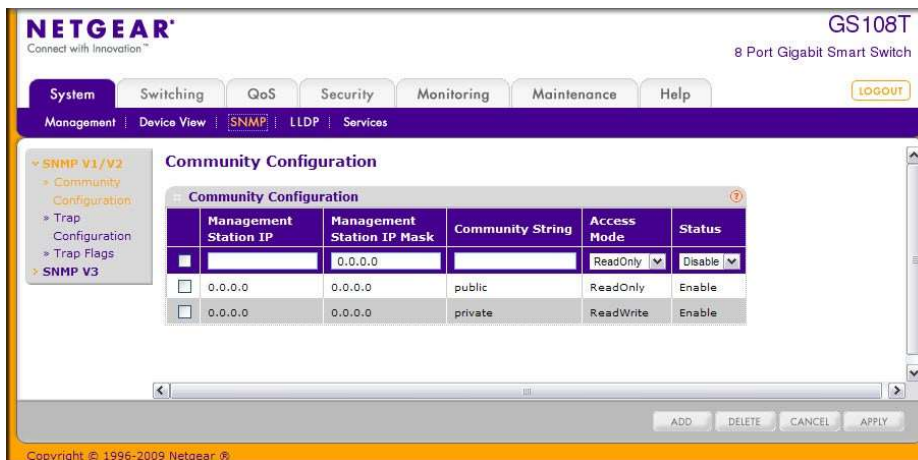 NETGEAR®
Connect with Innovation™
GS108T
8 Port Gigabit Smart Switch
System Switching QoS Security Monitoring Maintenance Help LOGOUT
Management Device View SNMP LLDP Services
SNMP V1/V2
» Community
Configuration
» Trap
Configuration
» Trap Flags
SNMP V3
Community Configuration
Community Configuration
Management Station IP Management Station IP Mask Community String Access Mode Status
0.0.0.0 ReadOnly Disable
0.0.0.0 0.0.0.0 public ReadOnly Enable
0.0.0.0 0.0.0.0 private ReadWrite Enable
ADD DELETE CANCEL APPLY
Copyright © 1996-2009 Netgear ®